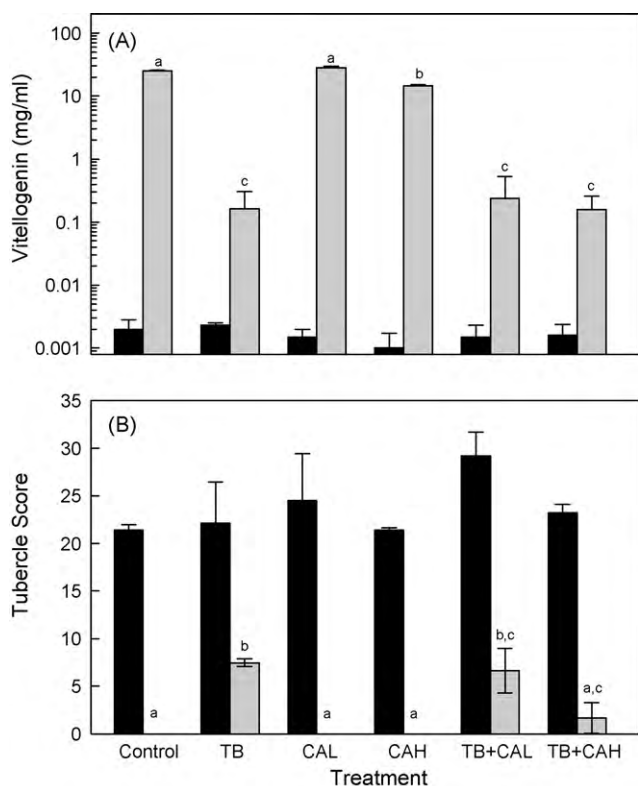 (A)
Vitellogenin (mg/ml)
100
10
1
0.1
0.01
0.001
a
c
a
b
c
c
(B)
Tubercle Score
35
30
25
20
15
10
5
0
a
b
a
a
b,c
a,c
Control TB CAL CAH TB+CAL TB+CAH
Treatment